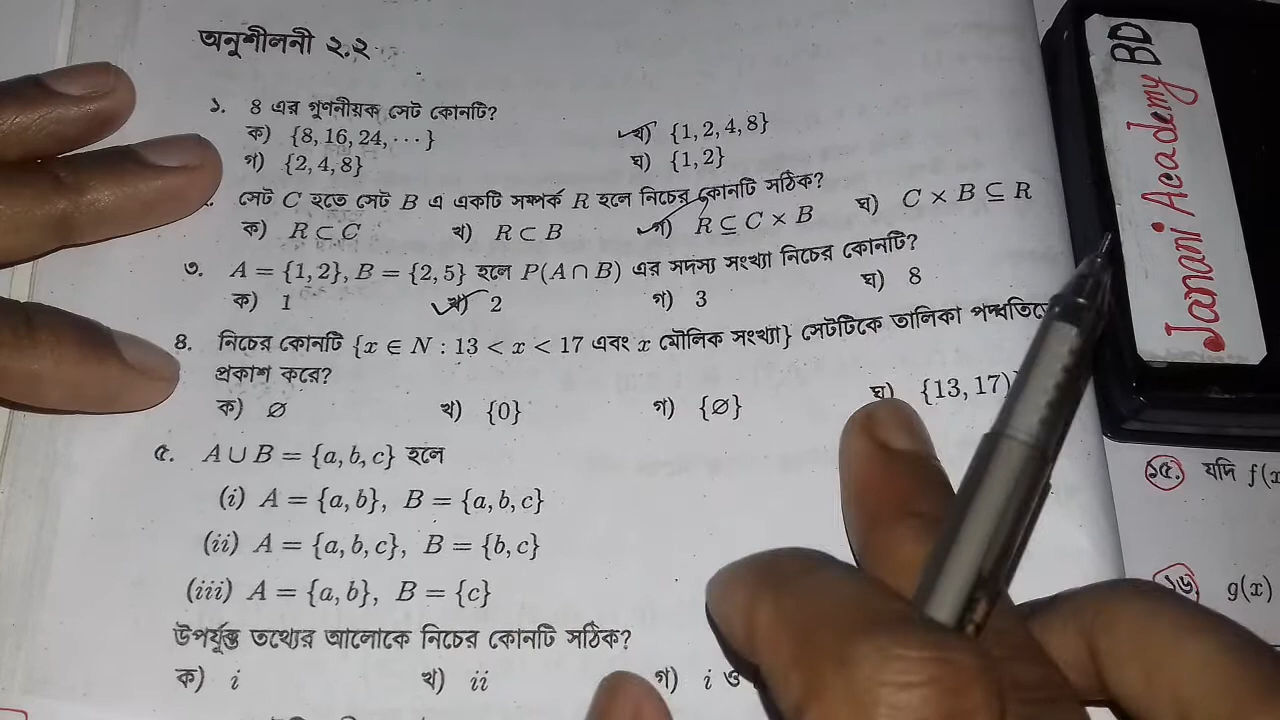 অনুশীলনী ২.২
১. 8 এর গুণনীয়ক সেট কোনটি?
ক) {8, 16, 24, ⋯} খ) {1, 2, 4, 8}
গ) {2, 4, 8} ঘ) {1, 2}
সেট C হতে সেট B এ একটি সম্পর্ক R হলে নিচের কোনটি সঠিক?
ক) R ⊂ C খ) R ⊂ B গ) R ⊆ C × B ঘ) C × B ⊆ R
৩. A = {1, 2}, B = {2, 5} হলে P(A ∩ B) এর সদস্য সংখ্যা নিচের কোনটি?
ক) 1 খ) 2 গ) 3 ঘ) 8
৪. নিচের কোনটি {x ∈ N : 13 < x < 17 এবং x মৌলিক সংখ্যা} সেটটিকে তালিকা পদ্ধতিতে
প্রকাশ করে?
ক) ∅ খ) {0} গ) {∅} ঘ) {13, 17}
৫. A ∪ B = {a, b, c} হলে
(i) A = {a, b}, B = {a, b, c}
(ii) A = {a, b, c}, B = {b, c}
(iii) A = {a, b}, B = {c}
উপর্যুক্ত তথ্যের আলোকে নিচের কোনটি সঠিক?
ক) i খ) ii গ) i ও
Janani Academy BD
১৫. যদি f(x
১৬ g(x)